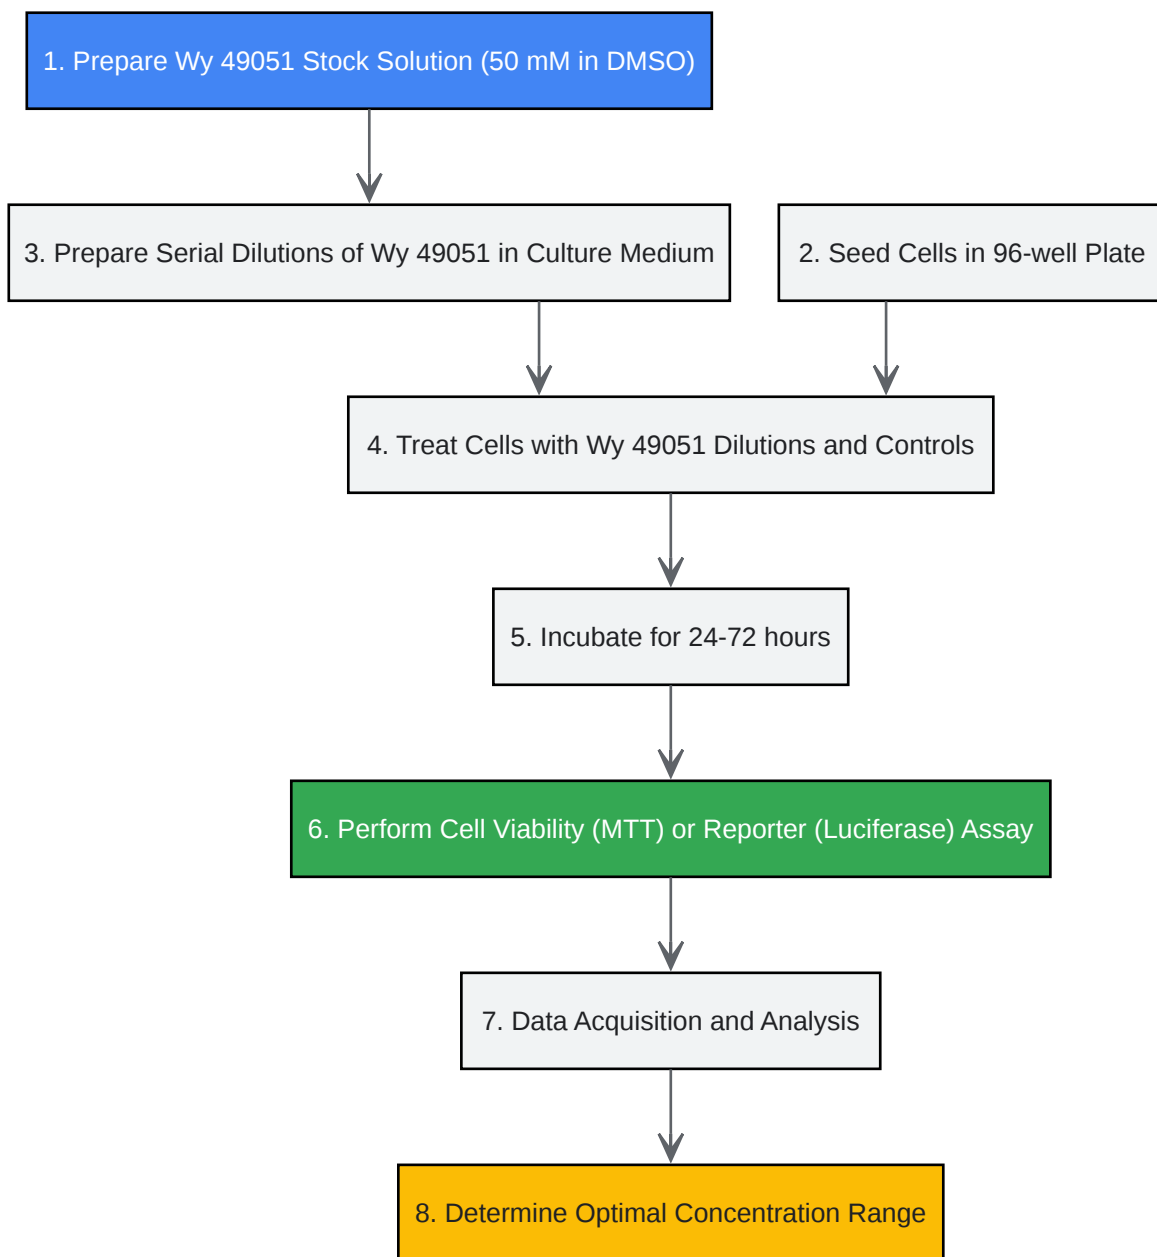 1. Prepare Wy 49051 Stock Solution (50 mM in DMSO)
3. Prepare Serial Dilutions of Wy 49051 in Culture Medium
2. Seed Cells in 96-well Plate
4. Treat Cells with Wy 49051 Dilutions and Controls
5. Incubate for 24-72 hours
6. Perform Cell Viability (MTT) or Reporter (Luciferase) Assay
7. Data Acquisition and Analysis
8. Determine Optimal Concentration Range